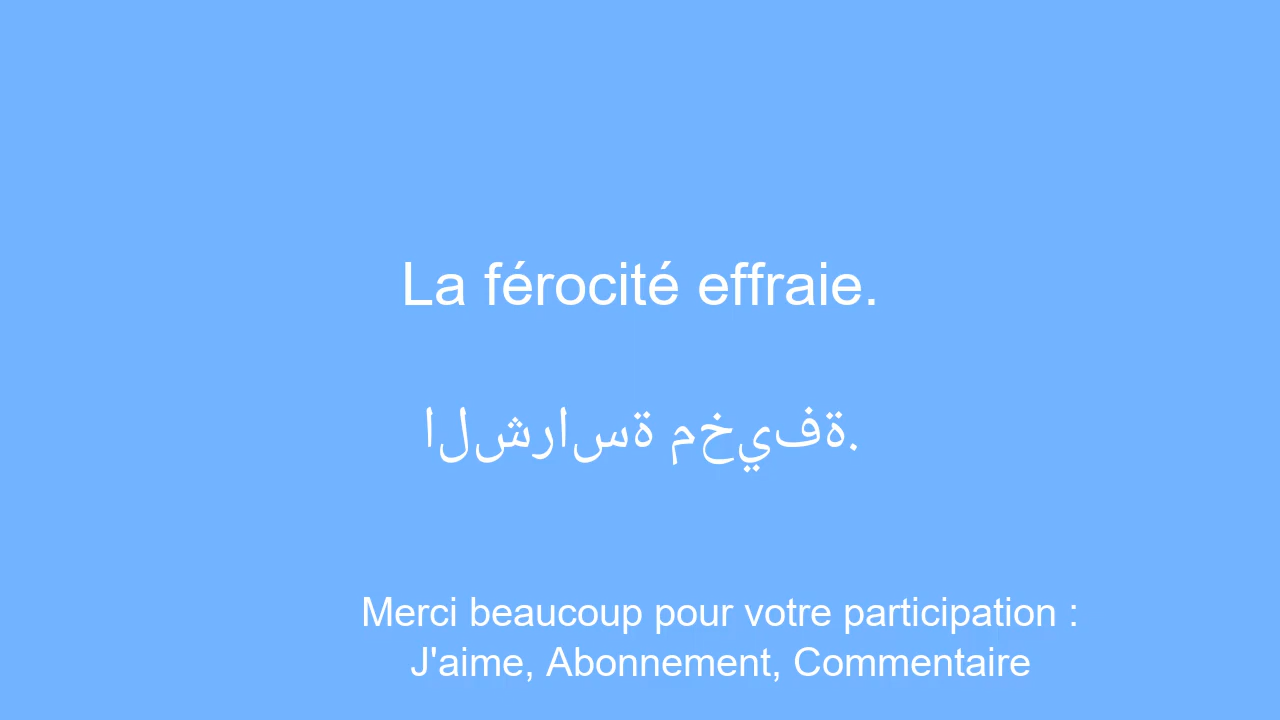 La férocité effraie.
الشراسة مخيفة.
Merci beaucoup pour votre participation :
J'aime, Abonnement, Commentaire